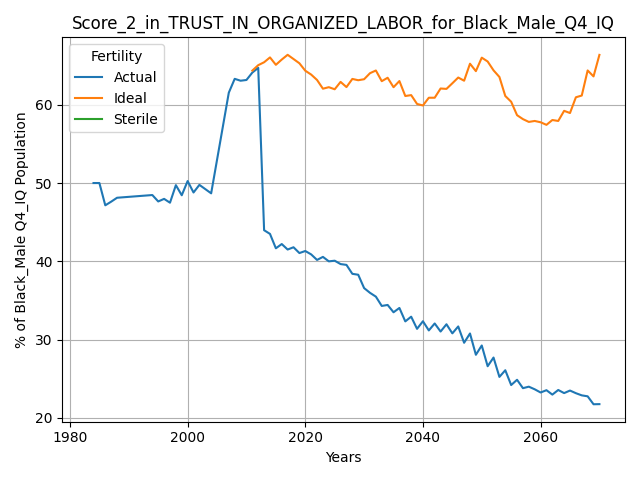 Score_2_in_TRUST_IN_ORGANIZED_LABOR_for_Black_Male_Q4_IQ
Fertility
Actual
Ideal
Sterile
% of Black_Male Q4_IQ Population
60
50
40
30
20
1980
2000
2020
2040
2060
Years